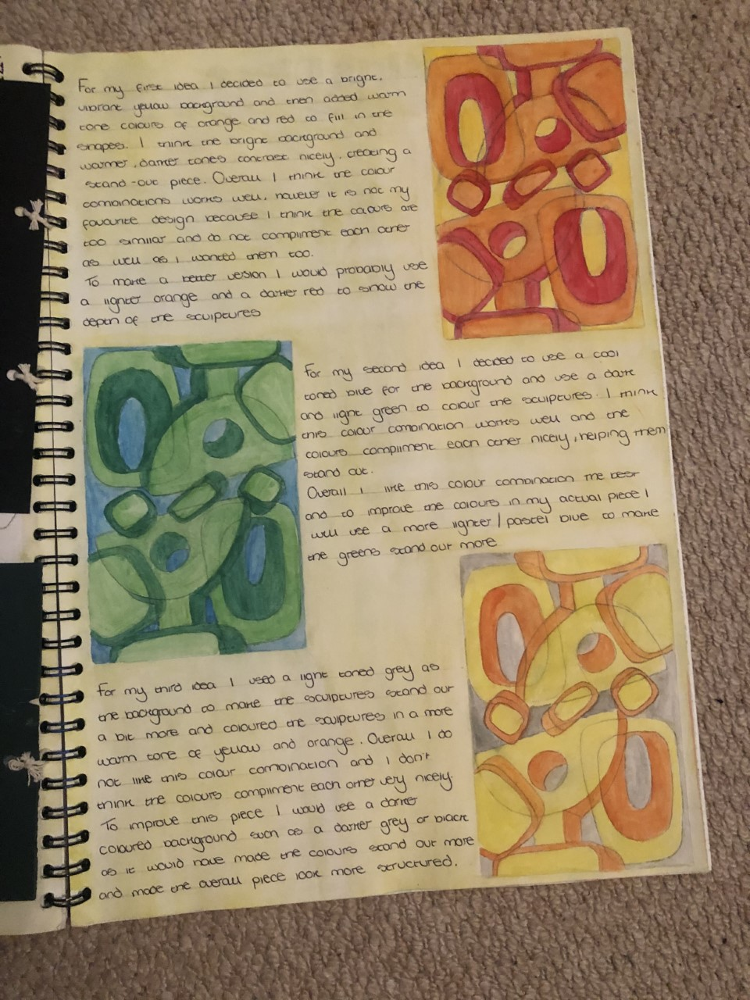 For my first idea I decided to use a bright,
vibrant yellow background and then added warm
tone colours of orange and red to fill in the
shapes. I think the bright background and
warmer, darker tones contrast nicely, creating a
stand-out piece. Overall I think the colour
combinations works well, however it is not my
favourite design because I think the colours are
too similar and do not compliment each other
as well as I wanted them too.
To make a better version I would probably use
a lighter orange and a darker red to show the
depth of the sculptures
For my second idea I decided to use a cool
toned blue for the background and use a dark
and light green to colour the sculptures. I think
this colour combination works well and the
colours compliment each other nicely, helping them
stand out.
Overall I like this colour combination the best
and to improve the colours in my actual piece I
will use a more lighter/pastel blue to make
the greens stand out more
For my third idea I used a light toned grey as
the background to make the sculptures stand out
a bit more and coloured the sculptures in a more
warm tone of yellow and orange. Overall I do
not like this colour combination and I don't
think the colours compliment each other very nicely.
To improve this piece I would use a darker
coloured background such as a darker grey or black
as it would have made the colours stand out more
and made the overall piece look more structured.